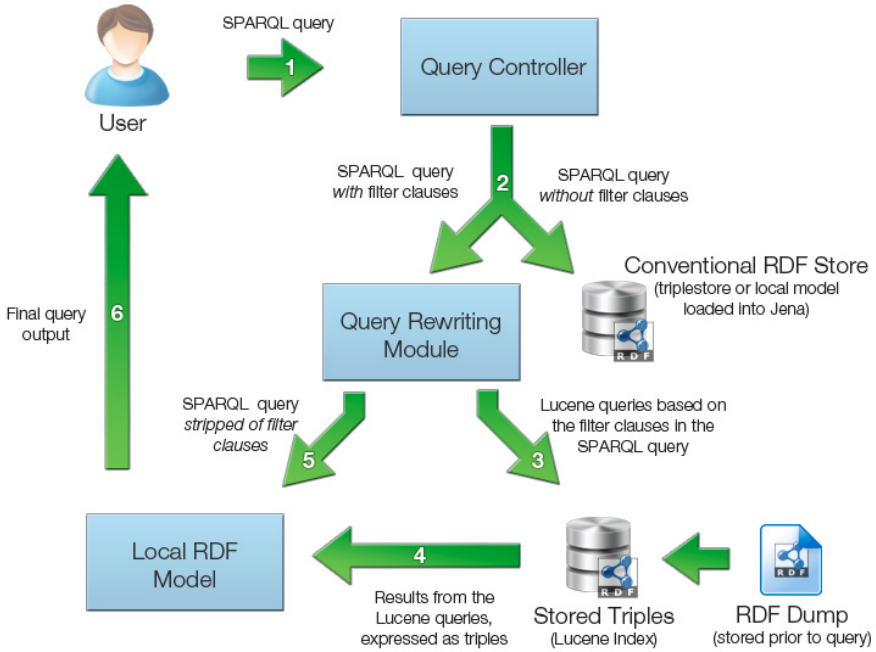 SPARQL query
1
Query Controller
User
SPARQL query
with filter clauses
2
SPARQL query
without filter clauses
Conventional RDF Store
(triplestore or local model
loaded into Jena)
RDF
Query Rewriting
Module
6
Final query
output
SPARQL query
stripped of filter
clauses
5
Lucene queries based on
the filter clauses in the
SPARQL query
3
Local RDF
Model
4
Results from the
Lucene queries,
expressed as triples
RDF
Stored Triples
(Lucene Index)
RDF
RDF Dump
(stored prior to query)